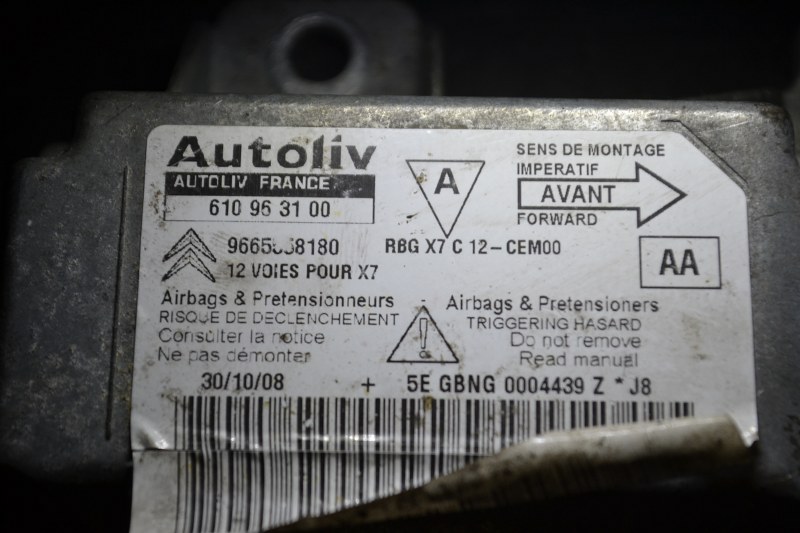 Autoliv
AUTOLIV FRANCE
610 96 3 1 00
A
SENS DE MONTAGE
IMPERATIF
AVANT
FORWARD
RBG X7 C 12-CEM00
12 VOIES POUR X7
AA
Airbags & Pretensionneurs
RISQUE DE DECLENCHEMENT
Consulter la notice
Ne pas démonter
!
Airbags & Pretensioners
TRIGGERING HASARD
Do not remove
Read manual
30/10/08 + 5E GBNG 0004439 Z * J8